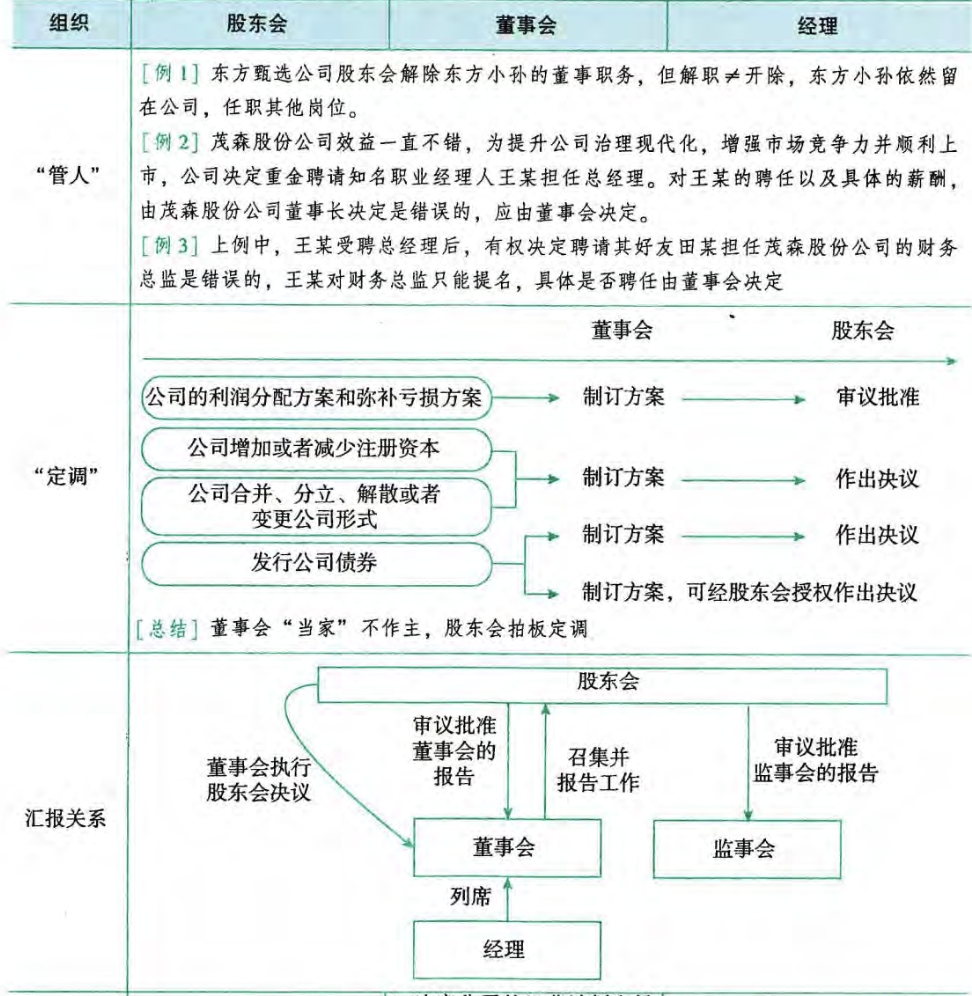 组织 股东会 董事会 经理
“管人”
[例1] 东方甄选公司股东会解除东方小孙的董事职务，但解职≠开除，东方小孙依然留
在公司，任职其他岗位。
[例2] 茂森股份公司效益一直不错，为提升公司治理现代化，增强市场竞争力并顺利上
市，公司决定重金聘请知名职业经理人王某担任总经理。对王某的聘任以及具体的薪酬，
由茂森股份公司董事长决定是错误的，应由董事会决定。
[例3] 上例中，王某受聘总经理后，有权决定聘请其好友田某担任茂森股份公司的财务
总监是错误的，王某对财务总监只能提名，具体是否聘任由董事会决定
“定调”
董事会 股东会
公司的利润分配方案和弥补亏损方案 制订方案 审议批准
公司增加或者减少注册资本
公司合并、分立、解散或者
变更公司形式
制订方案 作出决议
发行公司债券
制订方案 作出决议
制订方案，可经股东会授权作出决议
[总结] 董事会“当家”不作主，股东会拍板定调
汇报关系
股东会
董事会执行
股东会决议
审议批准
董事会的
报告
召集并
报告工作
审议批准
监事会的报告
董事会
监事会
列席
经理